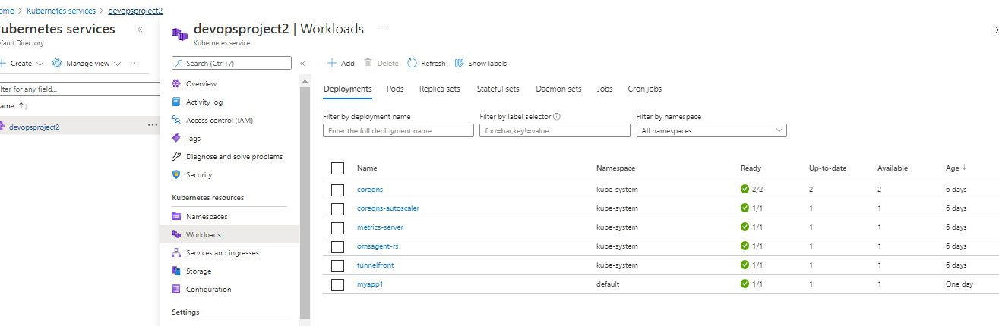 ome > Kubernetes services > devopsproject2
Kubernetes services «
efault Directory
+ Create Manage view ...
lter for any field...
ame ↑↓
devopsproject2 ...
devopsproject2 | Workloads ...
Kubernetes service
Search (Ctrl+/) «
Overview
Activity log
Access control (IAM)
Tags
Diagnose and solve problems
Security
Kubernetes resources
Namespaces
Workloads
Services and ingresses
Storage
Configuration
Settings
+ Add Delete Refresh Show labels
Deployments Pods Replica sets Stateful sets Daemon sets Jobs Cron jobs
Filter by deployment name Filter by label selector Filter by namespace
Enter the full deployment name foo=bar,key!=value All namespaces
Name Namespace Ready Up-to-date Available Age ↓
coredns kube-system 2/2 2 2 6 days
coredns-autoscaler kube-system 1/1 1 1 6 days
metrics-server kube-system 1/1 1 1 6 days
omsagent-rs kube-system 1/1 1 1 6 days
tunnelfront kube-system 1/1 1 1 6 days
myapp1 default 1/1 1 1 One day